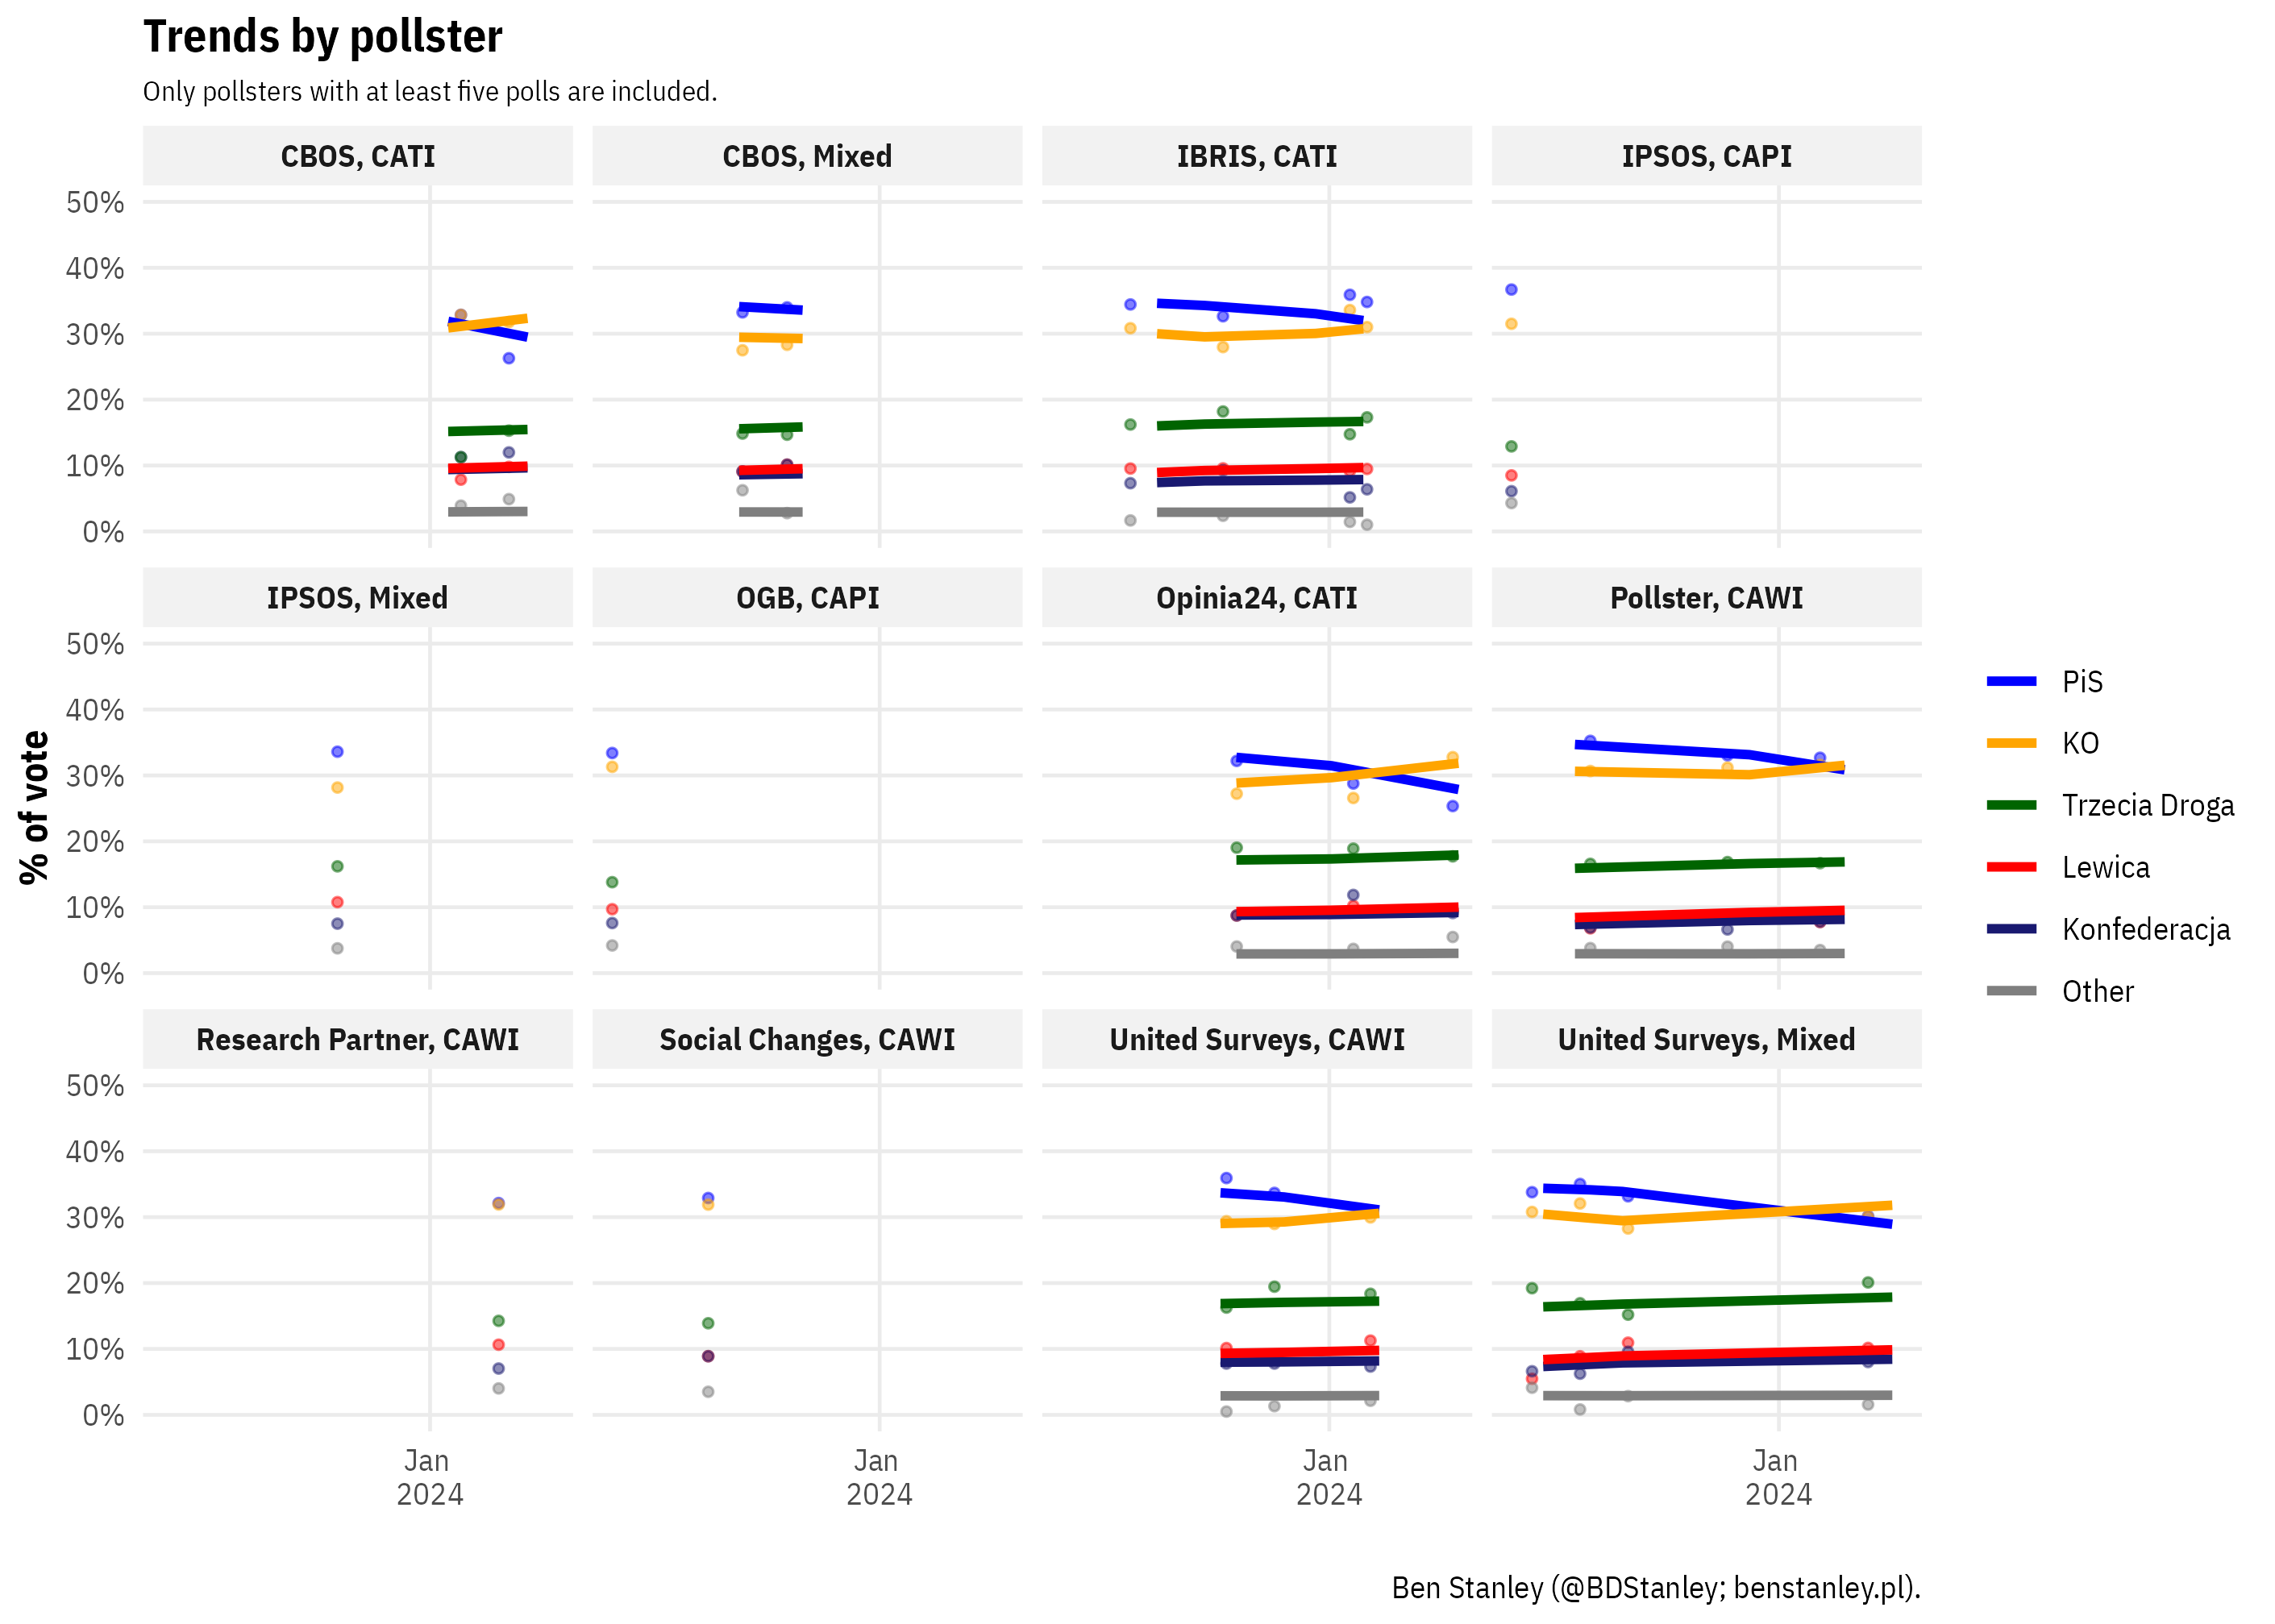 Trends by pollster
Only pollsters with at least five polls are included.
CBOS, CATI
CBOS, Mixed
IBRIS, CATI
IPSOS, CAPI
50%
40%
30%
20%
10%
0%
IPSOS, Mixed
OGB, CAPI
Opinia24, CATI
Pollster, CAWI
50%
40%
30%
20%
10%
0%
Research Partner, CAWI
Social Changes, CAWI
United Surveys, CAWI
United Surveys, Mixed
50%
40%
30%
20%
10%
0%
Jan
2024
Jan
2024
Jan
2024
Jan
2024
% of vote
PiS
KO
Trzecia Droga
Lewica
Konfederacja
Other
Ben Stanley (@BDStanley; benstanley.pl).